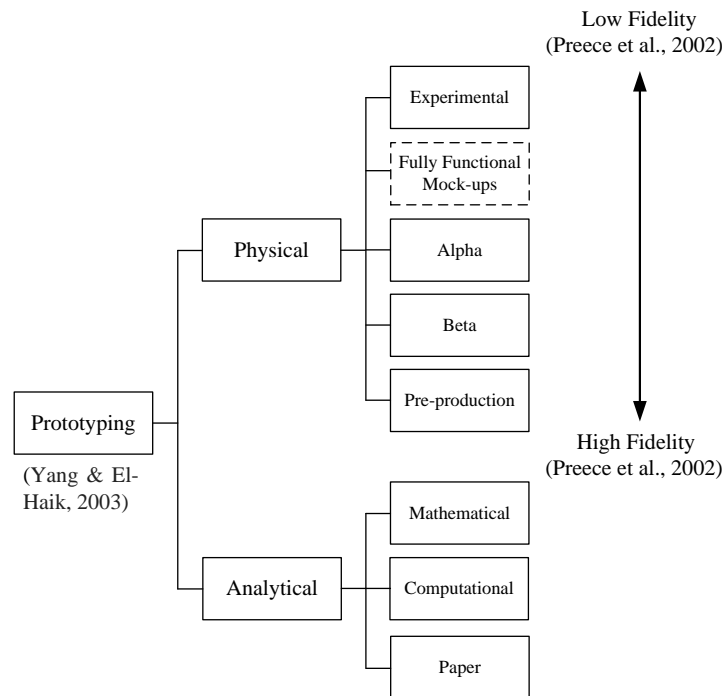 Low Fidelity
(Preece et al., 2002)
Experimental
Fully Functional
Mock-ups
Physical
Alpha
Beta
Pre-production
Prototyping
(Yang & El-
Haik, 2003)
High Fidelity
(Preece et al., 2002)
Mathematical
Analytical
Computational
Paper